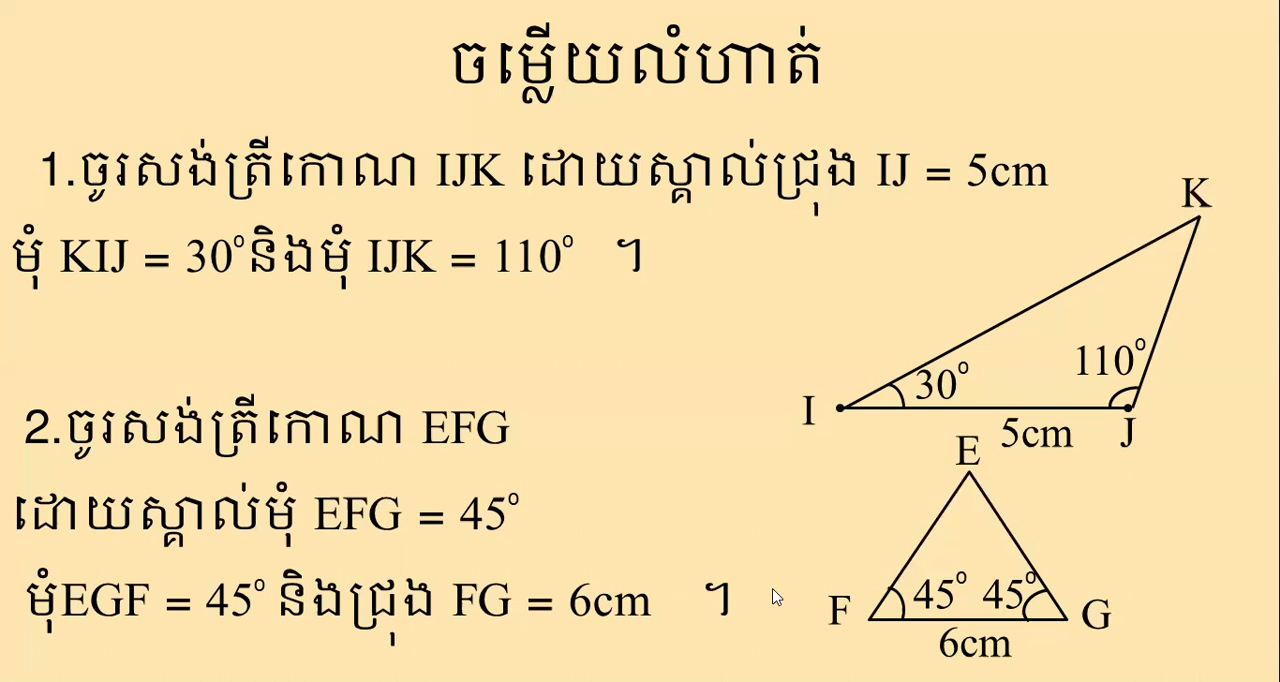 ចម្លើយលំហាត់
1.ចូរសង់ត្រីកោណ IJK ដោយស្គាល់ជ្រុង IJ = 5cm
មុំ KIJ = 30°និងមុំ IJK = 110° ។
K
30°
110°
I
5cm
J
2.ចូរសង់ត្រីកោណ EFG
ដោយស្គាល់មុំ EFG = 45°
មុំEGF = 45° និងជ្រុង FG = 6cm ។
E
45°
45°
F
G
6cm